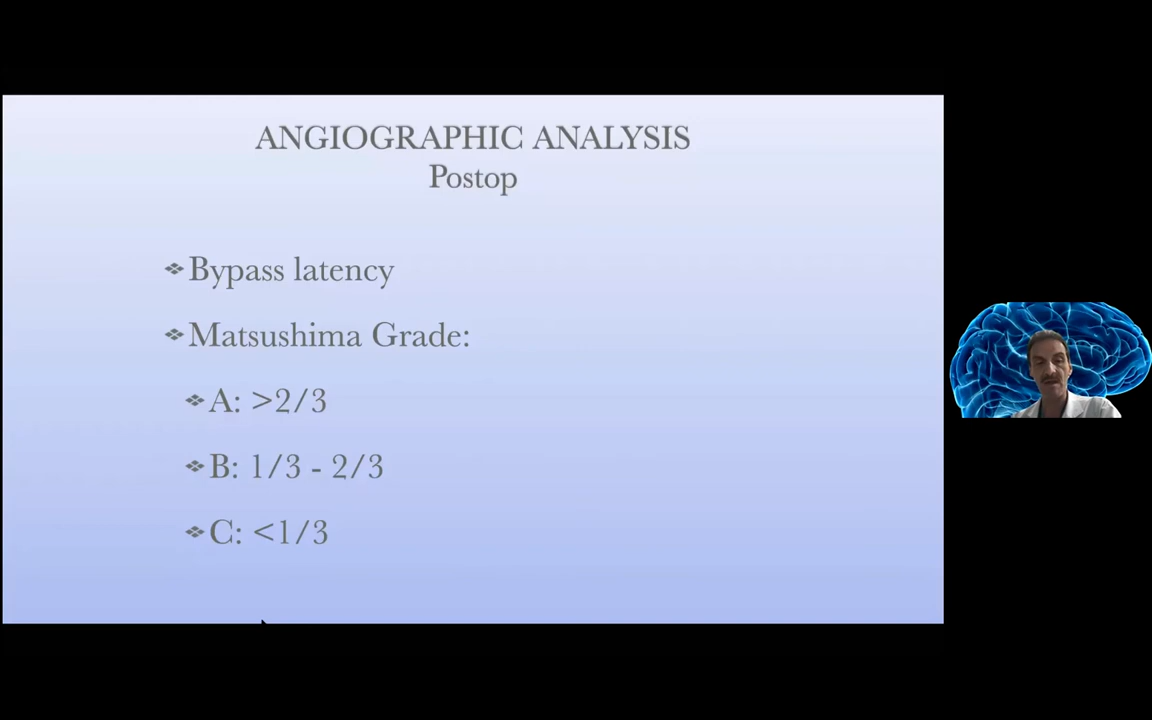 ANGIOGRAPHIC ANALYSIS
Postop
Bypass latency
Matsushima Grade:
A: >2/3
B: 1/3 - 2/3
C: <1/3